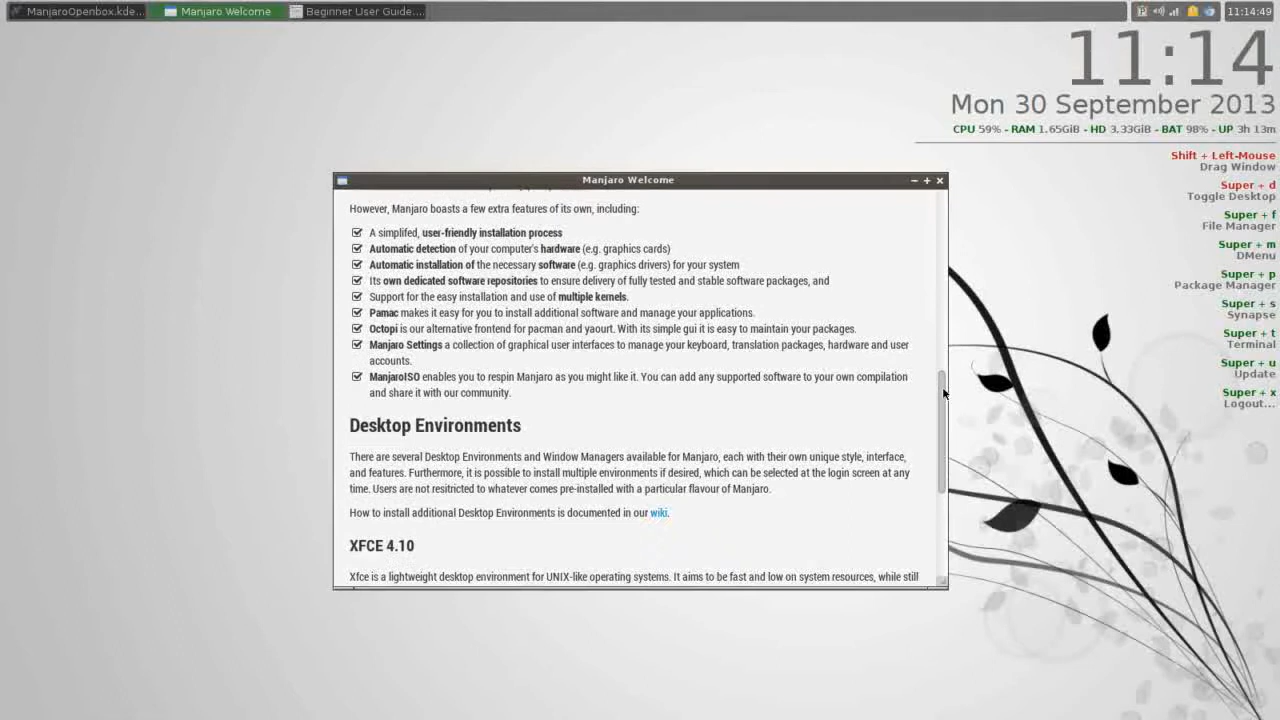 ManjaroOpenbox.kde...
Manjaro Welcome
Beginner User Guide....
11:14:49
11:14
Mon 30 September 2013
CPU 59% - RAM 1.65GiB - HD 3.33GiB - BAT 98% - UP 3h 13m
Shift + Left-Mouse
Drag Window
Super + d
Toggle Desktop
Super + f
File Manager
Super + m
DMenu
Super + p
Package Manager
Super + s
Synapse
Super + t
Terminal
Super + u
Update
Super + x
Logout...
Manjaro Welcome
However, Manjaro boasts a few extra features of its own, including:
A simplifed, user-friendly installation process
Automatic detection of your computer's hardware (e.g. graphics cards)
Automatic installation of the necessary software (e.g. graphics drivers) for your system
Its own dedicated software repositories to ensure delivery of fully tested and stable software packages, and
Support for the easy installation and use of multiple kernels.
Pamac makes it easy for you to install additional software and manage your applications.
Octopi is our alternative frontend for pacman and yaourt. With its simple gui it is easy to maintain your packages.
Manjaro Settings a collection of graphical user interfaces to manage your keyboard, translation packages, hardware and user
accounts.
ManjaroISO enables you to respin Manjaro as you might like it. You can add any supported software to your own compilation
and share it with our community.
Desktop Environments
There are several Desktop Environments and Window Managers available for Manjaro, each with their own unique style, interface,
and features. Furthermore, it is possible to install multiple environments if desired, which can be selected at the login screen at any
time. Users are not resitricted to whatever comes pre-installed with a particular flavour of Manjaro.
How to install additional Desktop Environments is documented in our wiki.
XFCE 4.10
Xfce is a lightweight desktop environment for UNIX-like operating systems. It aims to be fast and low on system resources, while still